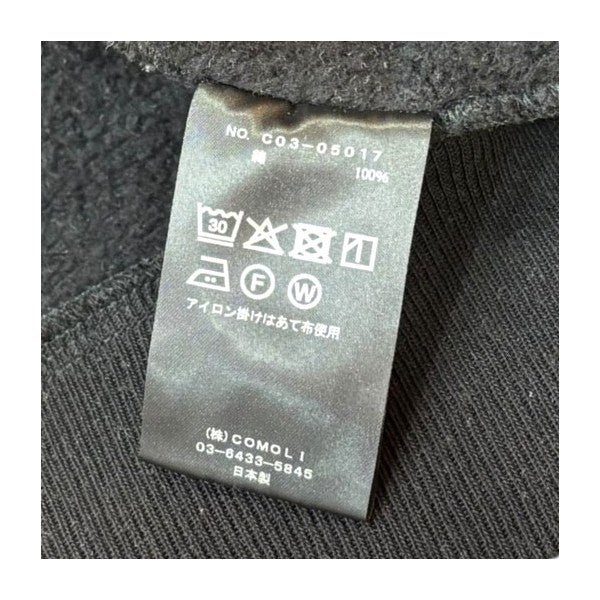 NO. C03-05017
綿 100%
30
F W
アイロン掛けはあて布使用
(株) COMOLI
03-6433-5845
日本製